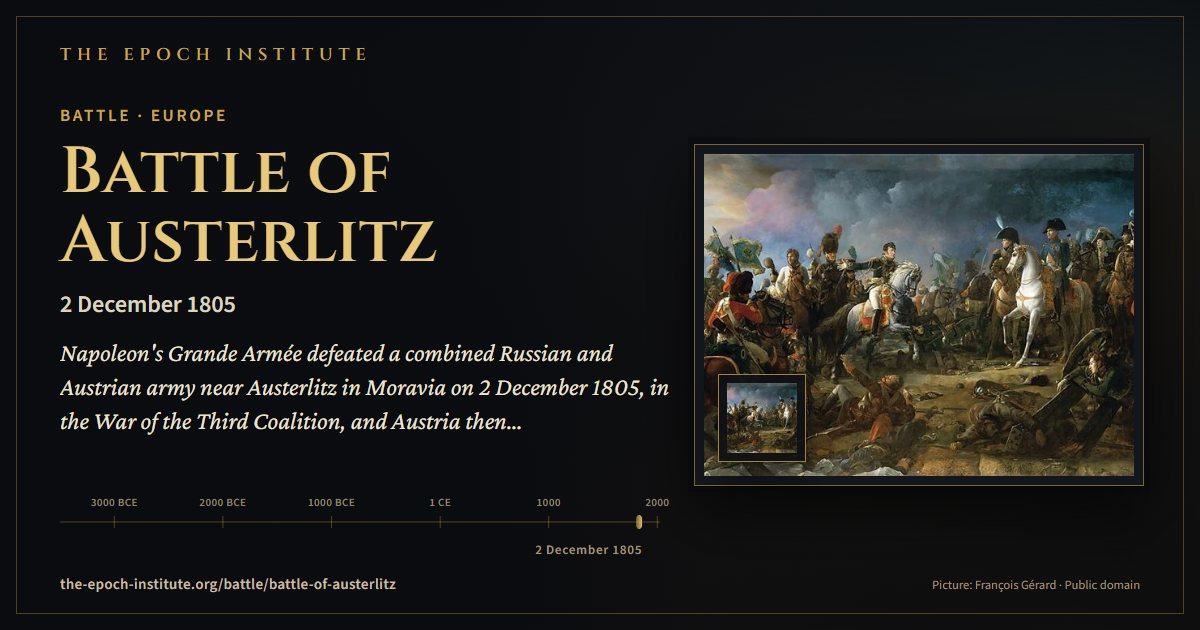 THE EPOCH INSTITUTE
BATTLE · EUROPE
BATTLE OF
AUSTERLITZ
2 December 1805
Napoleon's Grande Armée defeated a combined Russian and
Austrian army near Austerlitz in Moravia on 2 December 1805, in
the War of the Third Coalition, and Austria then...
3000 BCE 2000 BCE 1000 BCE 1 CE 1000 2000
2 December 1805
the-epoch-institute.org/battle/battle-of-austerlitz
Picture: François Gérard · Public domain